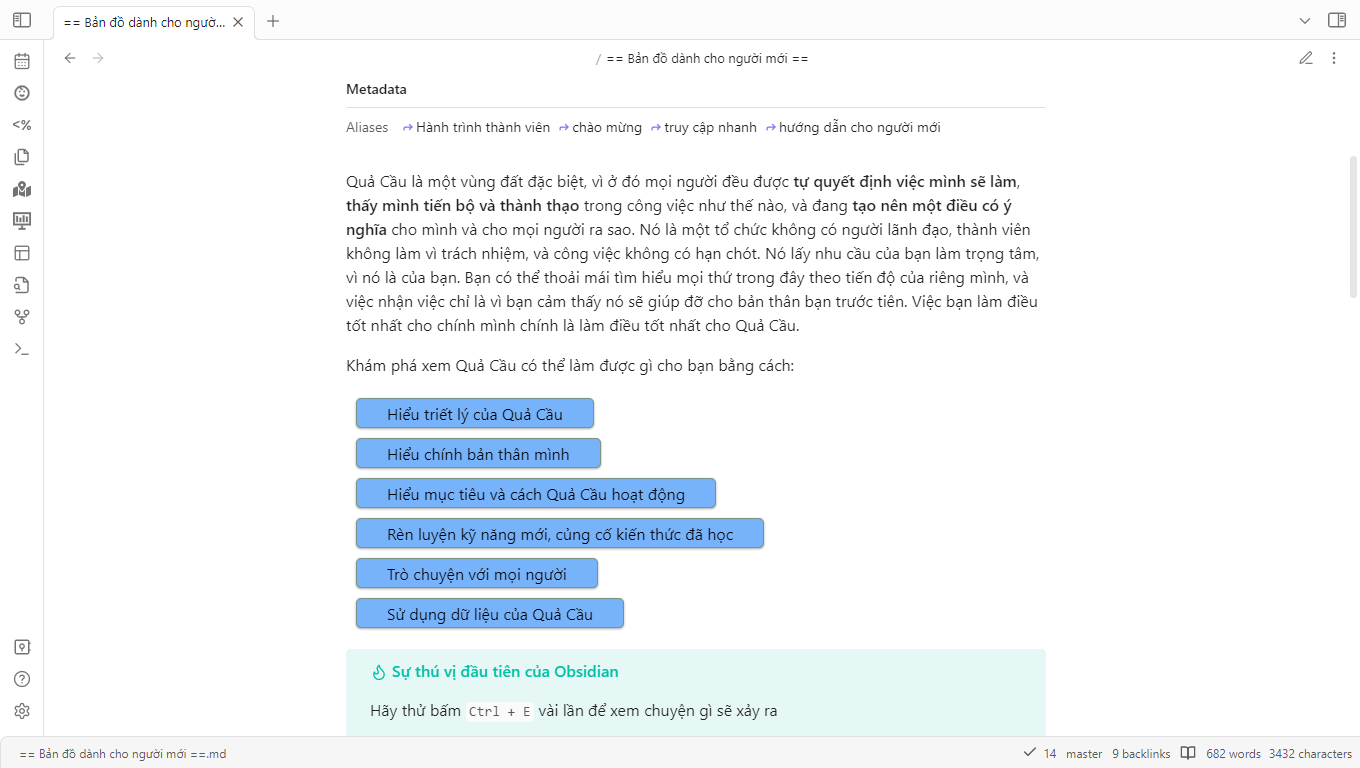 == Bản đồ dành cho ngườ...
/ == Bản đồ dành cho người mới ==
<%
Metadata
Aliases Hành trình thành viên chào mừng truy cập nhanh hướng dẫn cho người mới
Quả Cầu là một vùng đất đặc biệt, vì ở đó mọi người đều được tự quyết định việc mình sẽ làm,
thấy mình tiến bộ và thành thạo trong công việc như thế nào, và đang tạo nên một điều có ý
nghĩa cho mình và cho mọi người ra sao. Nó là một tổ chức không có người lãnh đạo, thành viên
không làm vì trách nhiệm, và công việc không có hạn chót. Nó lấy nhu cầu của bạn làm trọng tâm,
vì nó là của bạn. Bạn có thể thoải mái tìm hiểu mọi thứ trong đây theo tiến độ của riêng mình, và
việc nhận việc chỉ là vì bạn cảm thấy nó sẽ giúp đỡ cho bản thân bạn trước tiên. Việc bạn làm điều
tốt nhất cho chính mình chính là làm điều tốt nhất cho Quả Cầu.
Khám phá xem Quả Cầu có thể làm được gì cho bạn bằng cách:
Hiểu triết lý của Quả Cầu
Hiểu chính bản thân mình
Hiểu mục tiêu và cách Quả Cầu hoạt động
Rèn luyện kỹ năng mới, củng cố kiến thức đã học
Trò chuyện với mọi người
Sử dụng dữ liệu của Quả Cầu
Sự thú vị đầu tiên của Obsidian
Hãy thử bấm Ctrl + E vài lần để xem chuyện gì sẽ xảy ra
== Bản đồ dành cho người mới ==.md
14 master 9 backlinks 682 words 3432 characters